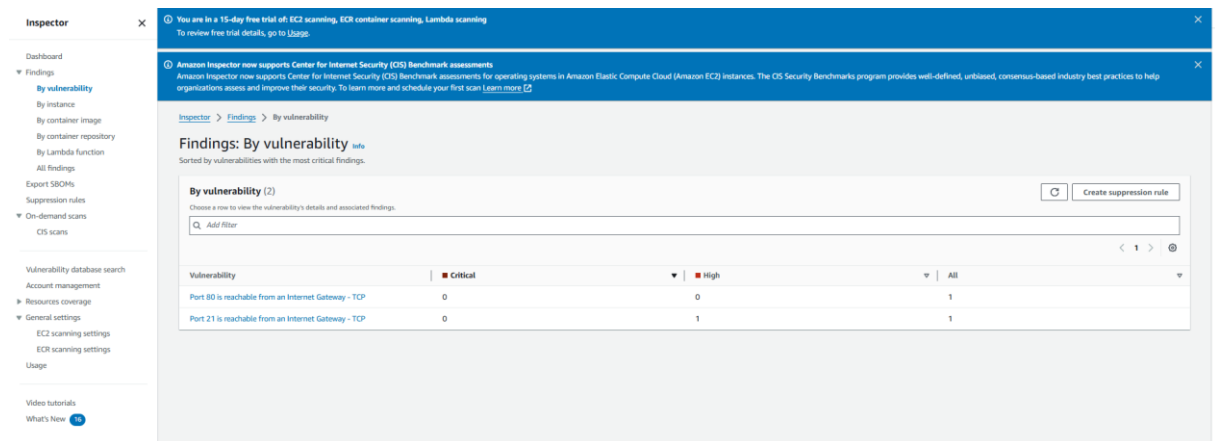 Inspector
Dashboard
Findings
By vulnerability
By instance
By container image
By container repository
By Lambda function
All findings
Export SBOMs
Suppression rules
On-demand scans
CIS scans
Vulnerability database search
Account management
Resources coverage
General settings
EC2 scanning settings
ECR scanning settings
Usage
Video tutorials
What's New 16
You are in a 15-day free trial of: EC2 scanning, ECR container scanning, Lambda scanning
To review free trial details, go to Usage.
Amazon Inspector now supports Center for Internet Security (CIS) Benchmark assessments
Amazon Inspector now supports Center for Internet Security (CIS) Benchmark assessments for operating systems in Amazon Elastic Compute Cloud (Amazon EC2) instances. The CIS Security Benchmarks program provides well-defined, unbiased, consensus-based industry best practices to help
organizations assess and improve their security. To learn more and schedule your first scan Learn more
Inspector > Findings > By vulnerability
Findings: By vulnerability Info
Sorted by vulnerabilities with the most critical findings.
By vulnerability (2)
Create suppression rule
Choose a row to view the vulnerability's details and associated findings.
Add filter
1
Vulnerability Critical High All
Port 80 is reachable from an Internet Gateway - TCP 0 0 1
Port 21 is reachable from an Internet Gateway - TCP 0 1 1